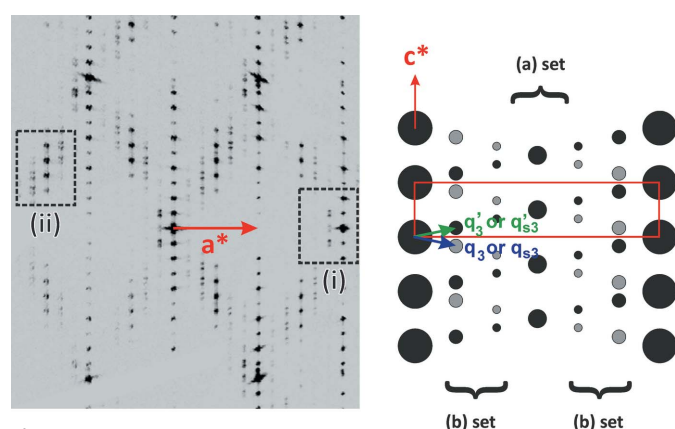 (ii)
a*
(i)
c*
(a) set
q'3 or q's3
q3 or qs3
(b) set
(b) set